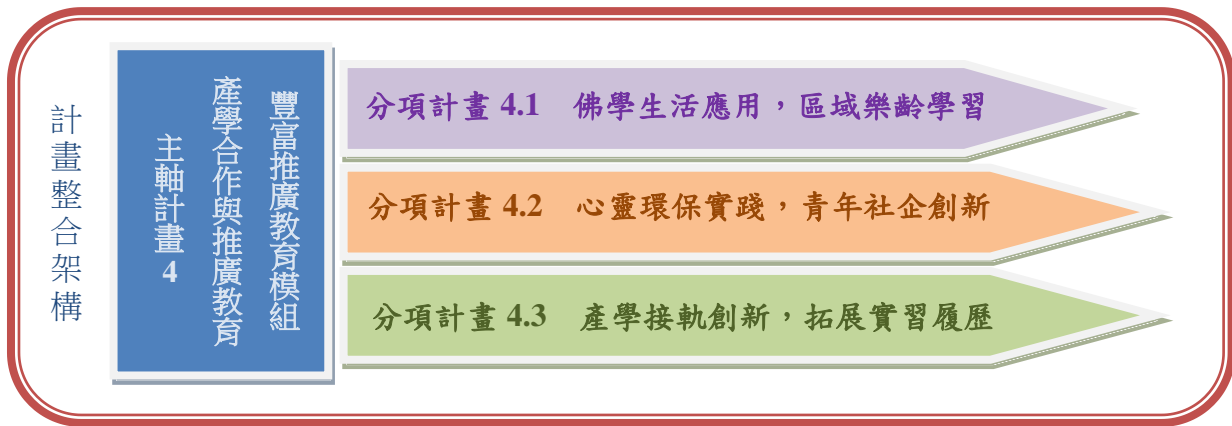 計畫整合架構
主軸計畫4
產學合作與推廣教育
豐富推廣教育模組
分項計畫 4.1 佛學生活應用，區域樂齡學習
分項計畫 4.2 心靈環保實踐，青年社企創新
分項計畫 4.3 產學接軌創新，拓展實習履歷